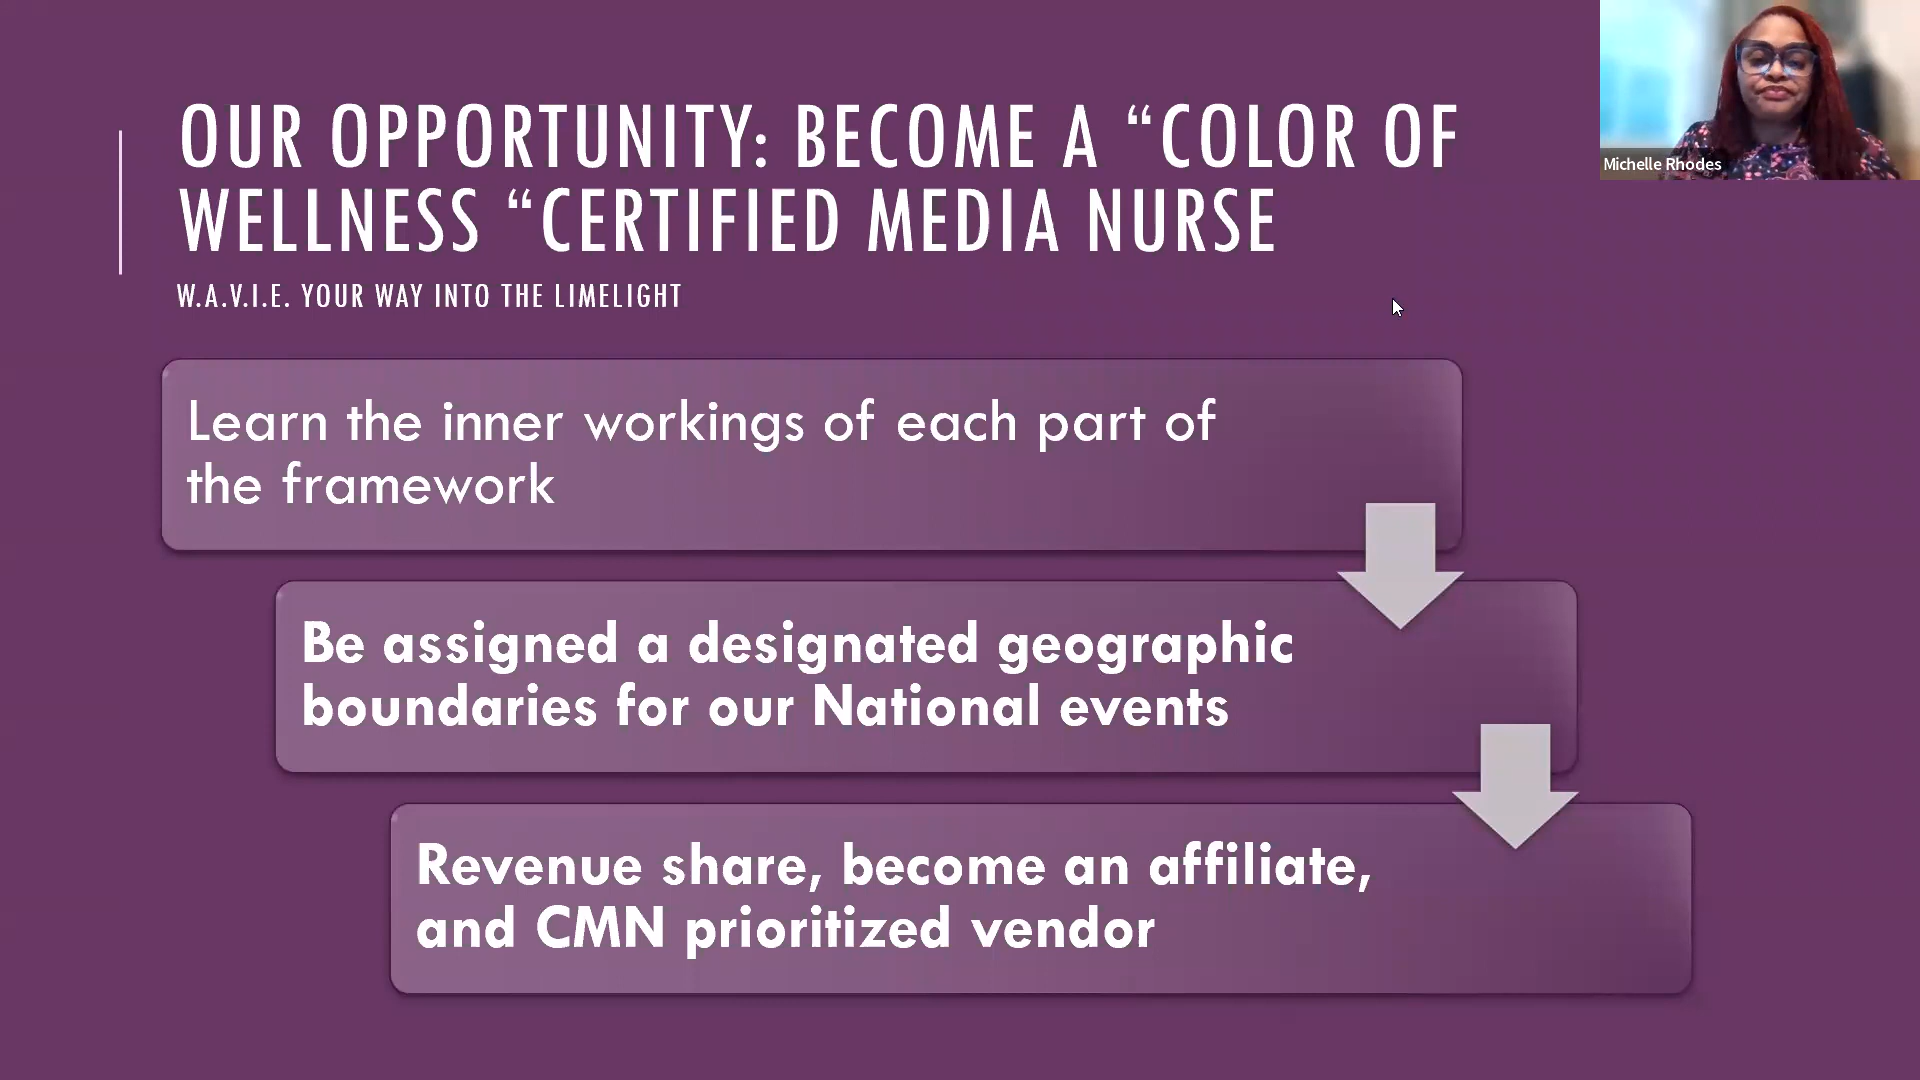 OUR OPPORTUNITY: BECOME A “COLOR OF
WELLNESS “CERTIFIED MEDIA NURSE
W.A.V.I.E. YOUR WAY INTO THE LIMELIGHT
Michelle Rhodes
Learn the inner workings of each part of
the framework
Be assigned a designated geographic
boundaries for our National events
Revenue share, become an affiliate,
and CMN prioritized vendor